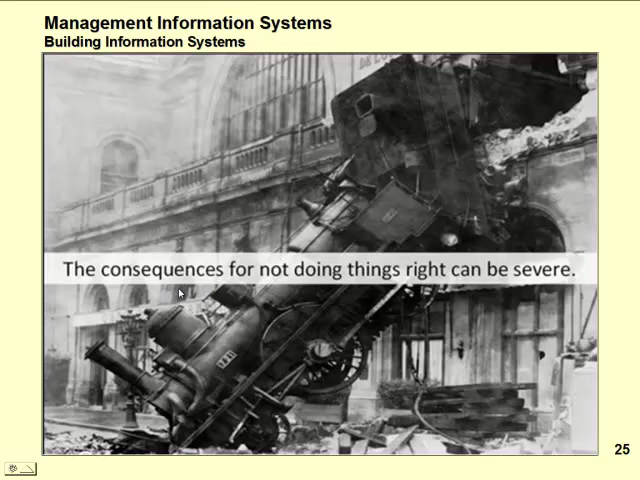 Management Information Systems
Building Information Systems
The consequences for not doing things right can be severe.
25